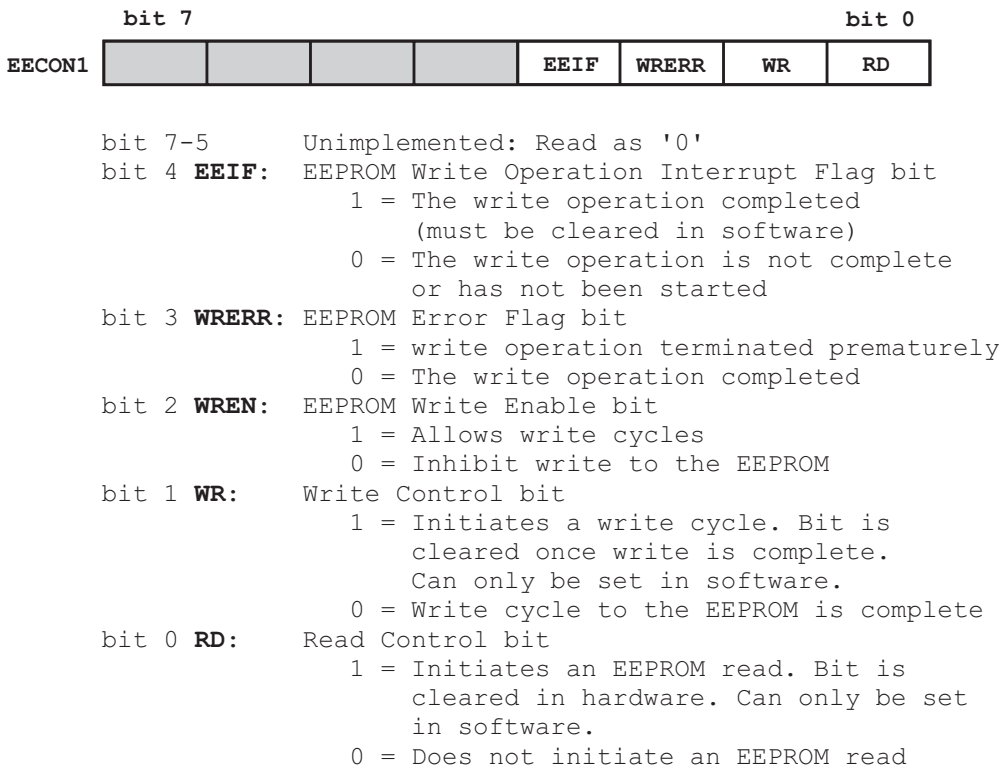 bit 7 bit 0
EECON1 EEIF WRERR WR RD
bit 7-5 Unimplemented: Read as '0'
bit 4 EEIF: EEPROM Write Operation Interrupt Flag bit
1 = The write operation completed
(must be cleared in software)
0 = The write operation is not complete
or has not been started
bit 3 WRERR: EEPROM Error Flag bit
1 = write operation terminated prematurely
0 = The write operation completed
bit 2 WREN: EEPROM Write Enable bit
1 = Allows write cycles
0 = Inhibit write to the EEPROM
bit 1 WR: Write Control bit
1 = Initiates a write cycle. Bit is
cleared once write is complete.
Can only be set in software.
0 = Write cycle to the EEPROM is complete
bit 0 RD: Read Control bit
1 = Initiates an EEPROM read. Bit is
cleared in hardware. Can only be set
in software.
0 = Does not initiate an EEPROM read